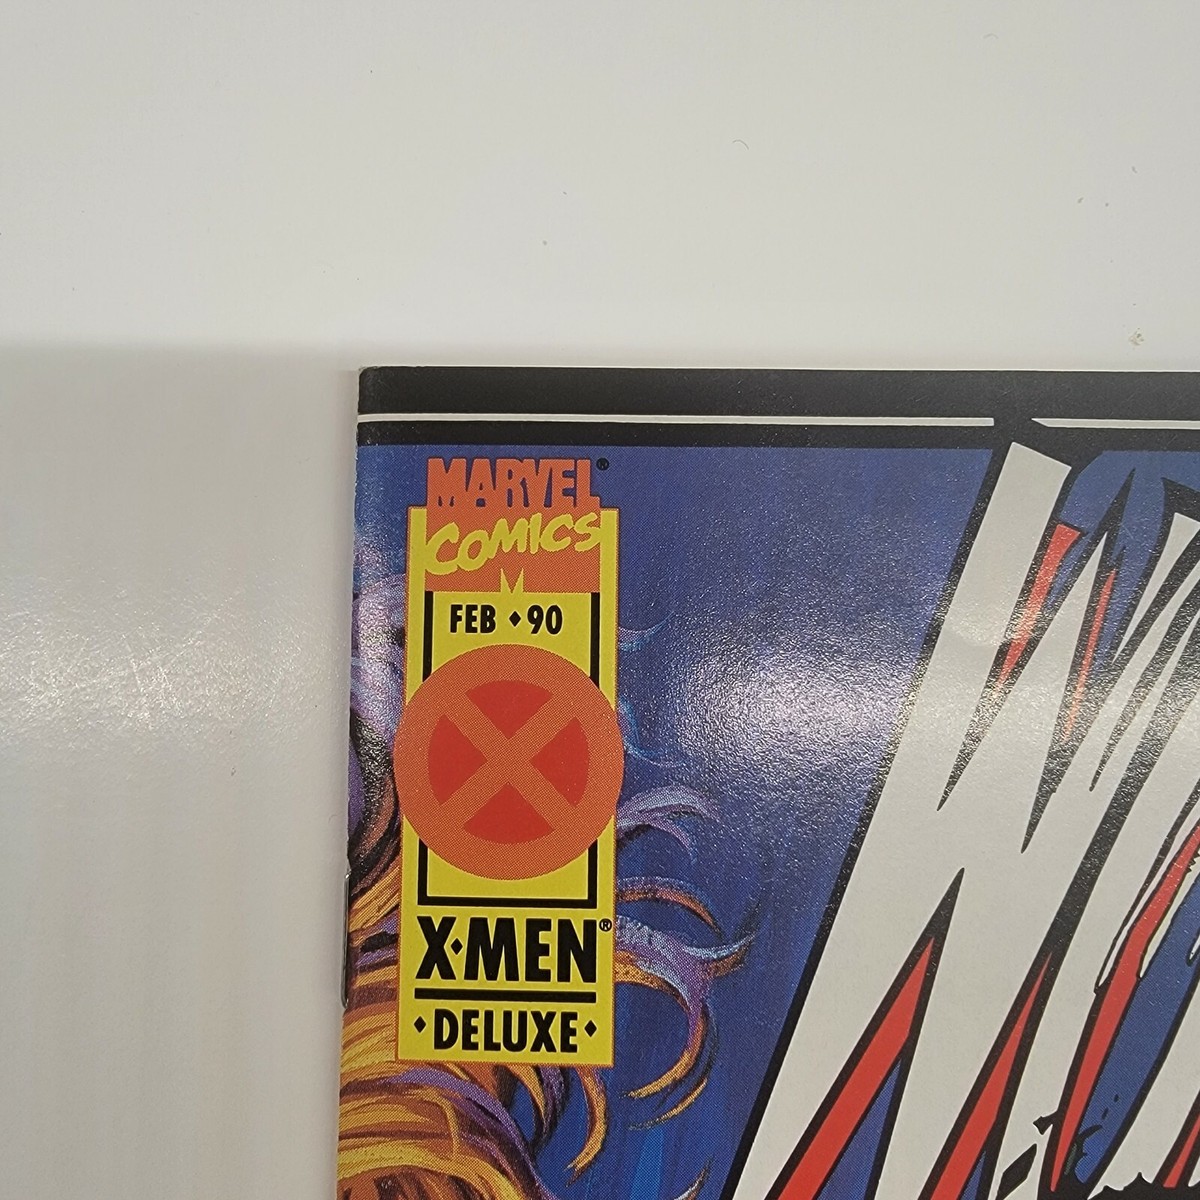 MARVEL®
COMICS
FEB ◆ 90
X◆MEN®
◆DELUXE◆